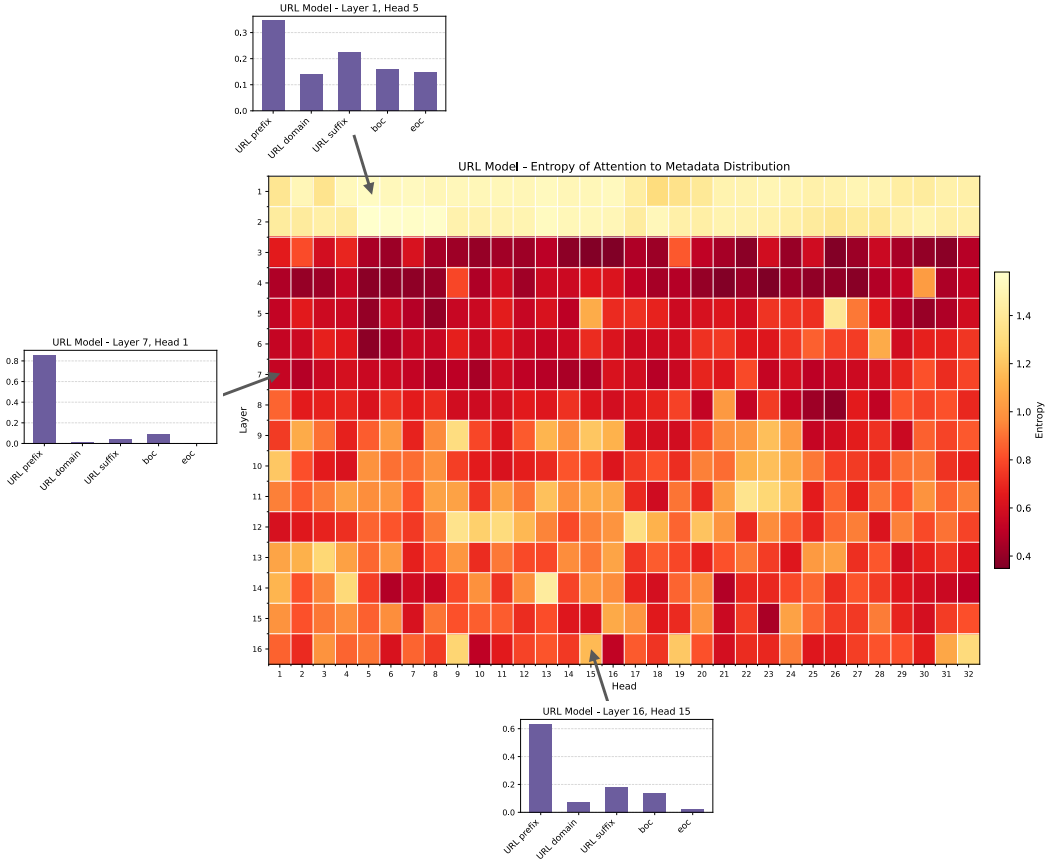 URL Model - Layer 1, Head 5
0.3
0.2
0.1
0.0
URL prefix
URL domain
URL suffix
boc
eoc
URL Model - Entropy of Attention to Metadata Distribution
1
2
3
4
5
6
7
8
9
10
11
12
13
14
15
16
Layer
1 2 3 4 5 6 7 8 9 10 11 12 13 14 15 16 17 18 19 20 21 22 23 24 25 26 27 28 29 30 31 32
Head
1,4
1.2
1.0
0.8
0.6
0.4
Entropy
URL Model - Layer 7, Head 1
0.8
0.6
0.4
0.2
0.0
URL prefix
URL domain
URL suffix
boc
eoc
URL Model - Layer 16, Head 15
0.6
0.4
0.2
0.0
URL prefix
URL domain
URL suffix
boc
eoc